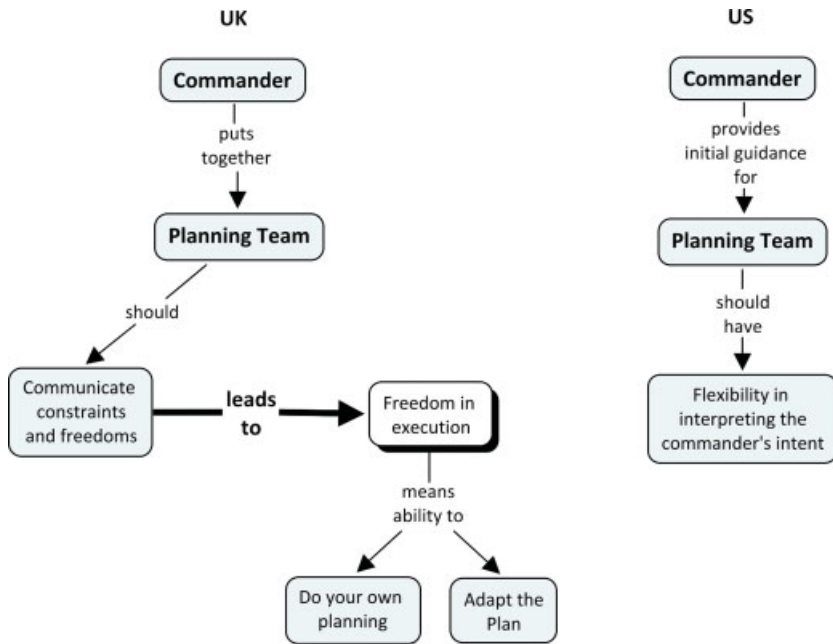 UK
Commander
puts
together
Planning Team
should
Communicate
constraints
and freedoms
leads
to
Freedom in
execution
means
ability to
Do your own
planning
Adapt the
Plan
US
Commander
provides
initial guidance
for
Planning Team
should
have
Flexibility in
interpreting the
commander's intent